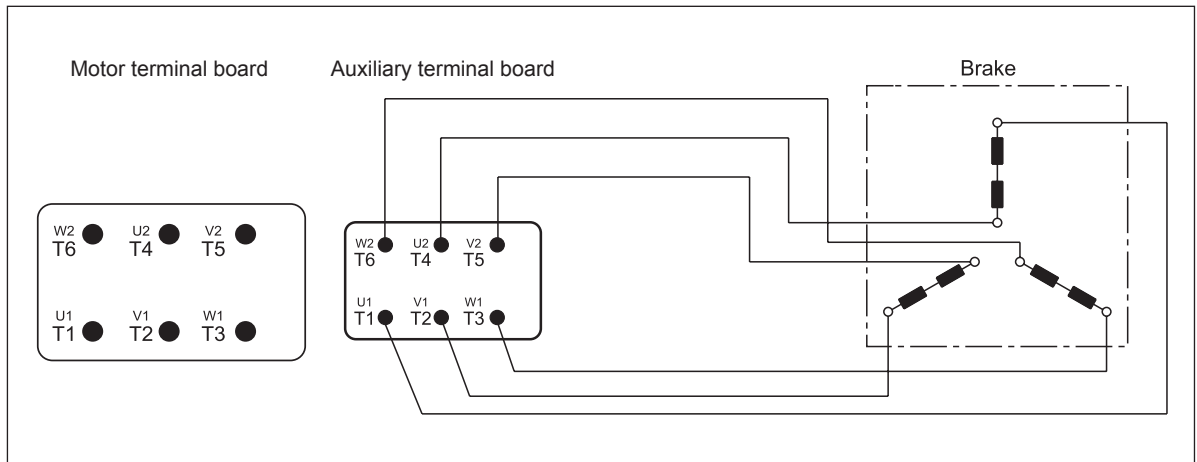 Motor terminal board
Auxiliary terminal board
Brake
W2 U2 V2
T6 T4 T5
U1 V1 W1
T1 T2 T3
W2 U2 V2
T6 T4 T5
U1 V1 W1
T1 T2 T3